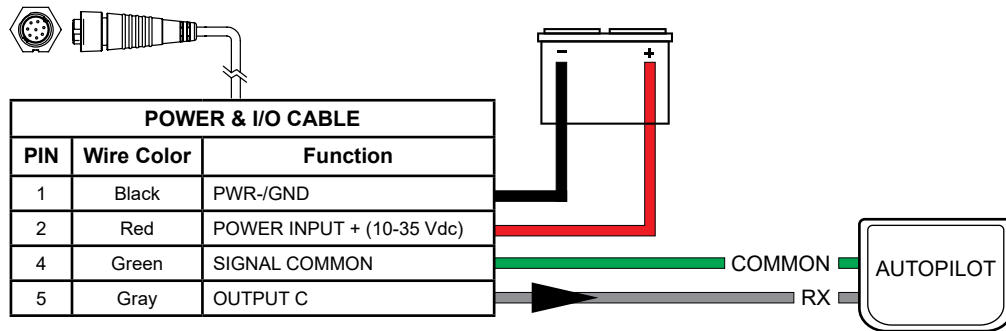 - +
POWER & I/O CABLE
PIN Wire Color Function
1 Black PWR-/GND
2 Red POWER INPUT + (10-35 Vdc)
4 Green SIGNAL COMMON
5 Gray OUTPUT C
COMMON
RX
AUTOPILOT